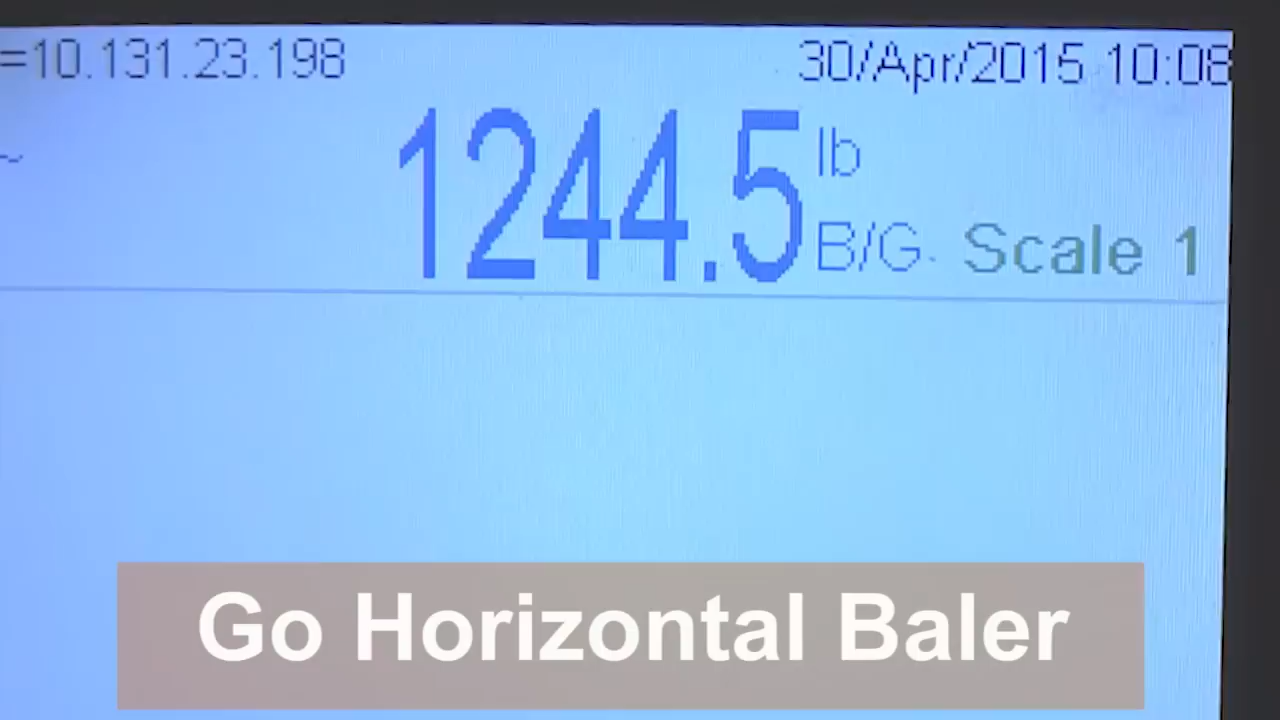 =10.131.23.198 30/Apr/2015 10:08
~ 1244.5 lb
B/G Scale 1
Go Horizontal Baler